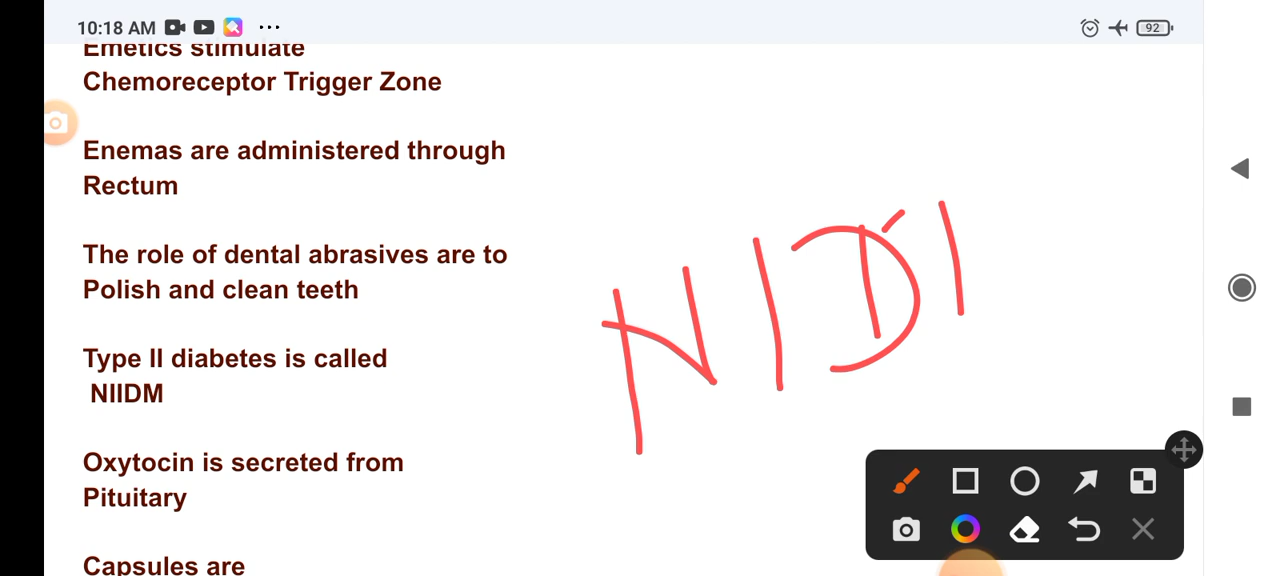 10:18 AM
92
Emetics stimulate
Chemoreceptor Trigger Zone
Enemas are administered through
Rectum
The role of dental abrasives are to
Polish and clean teeth
Type II diabetes is called
NIIDM
NIDI
Oxytocin is secreted from
Pituitary
Capsules are